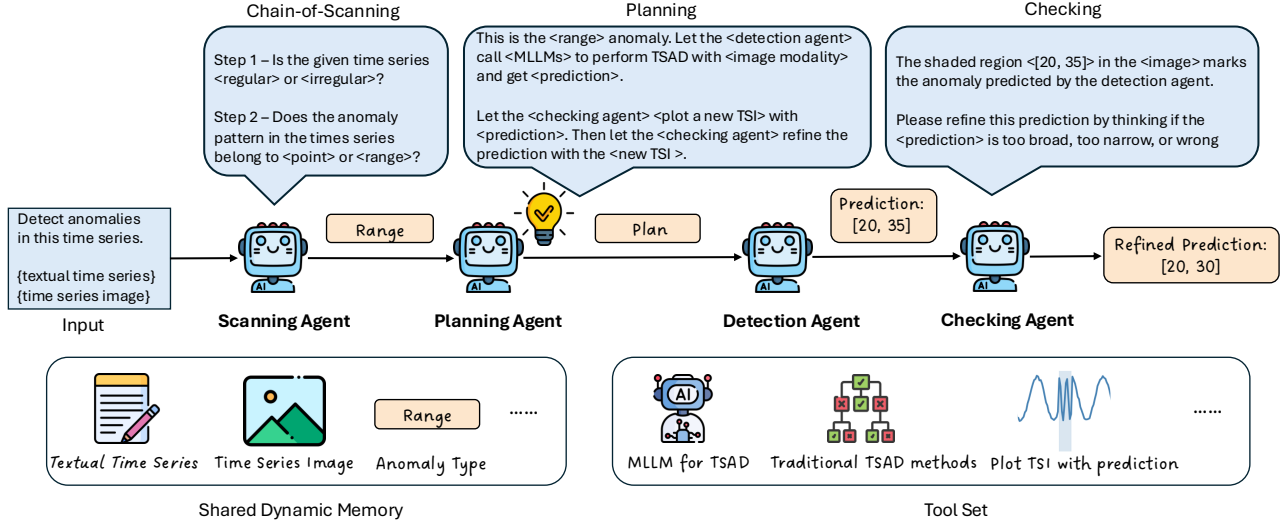 Chain-of-Scanning
Planning
Checking
Step 1 – Is the given time series
<regular> or <irregular>?
Step 2 – Does the anomaly
pattern in the times series
belong to <point> or <range>?
This is the <range> anomaly. Let the <detection agent>
call <MLLMs> to perform TSAD with <image modality>
and get <prediction>.
Let the <checking agent> <plot a new TSI> with
<prediction>. Then let the <checking agent> refine the
prediction with the <new TSI >.
The shaded region <[20, 35]> in the <image> marks
the anomaly predicted by the detection agent.
Please refine this prediction by thinking if the
<prediction> is too broad, too narrow, or wrong
Detect anomalies
in this time series.
{textual time series}
{time series image}
Input
AI
Scanning Agent
Range
AI
Planning Agent
Plan
AI
Detection Agent
Prediction:
[20, 35]
AI
Checking Agent
Refined Prediction:
[20, 30]
Textual Time Series
Time Series Image
Range
Anomaly Type
......
Shared Dynamic Memory
AI
MLLM for TSAD
Traditional TSAD methods
Plot TSI with prediction
......
Tool Set